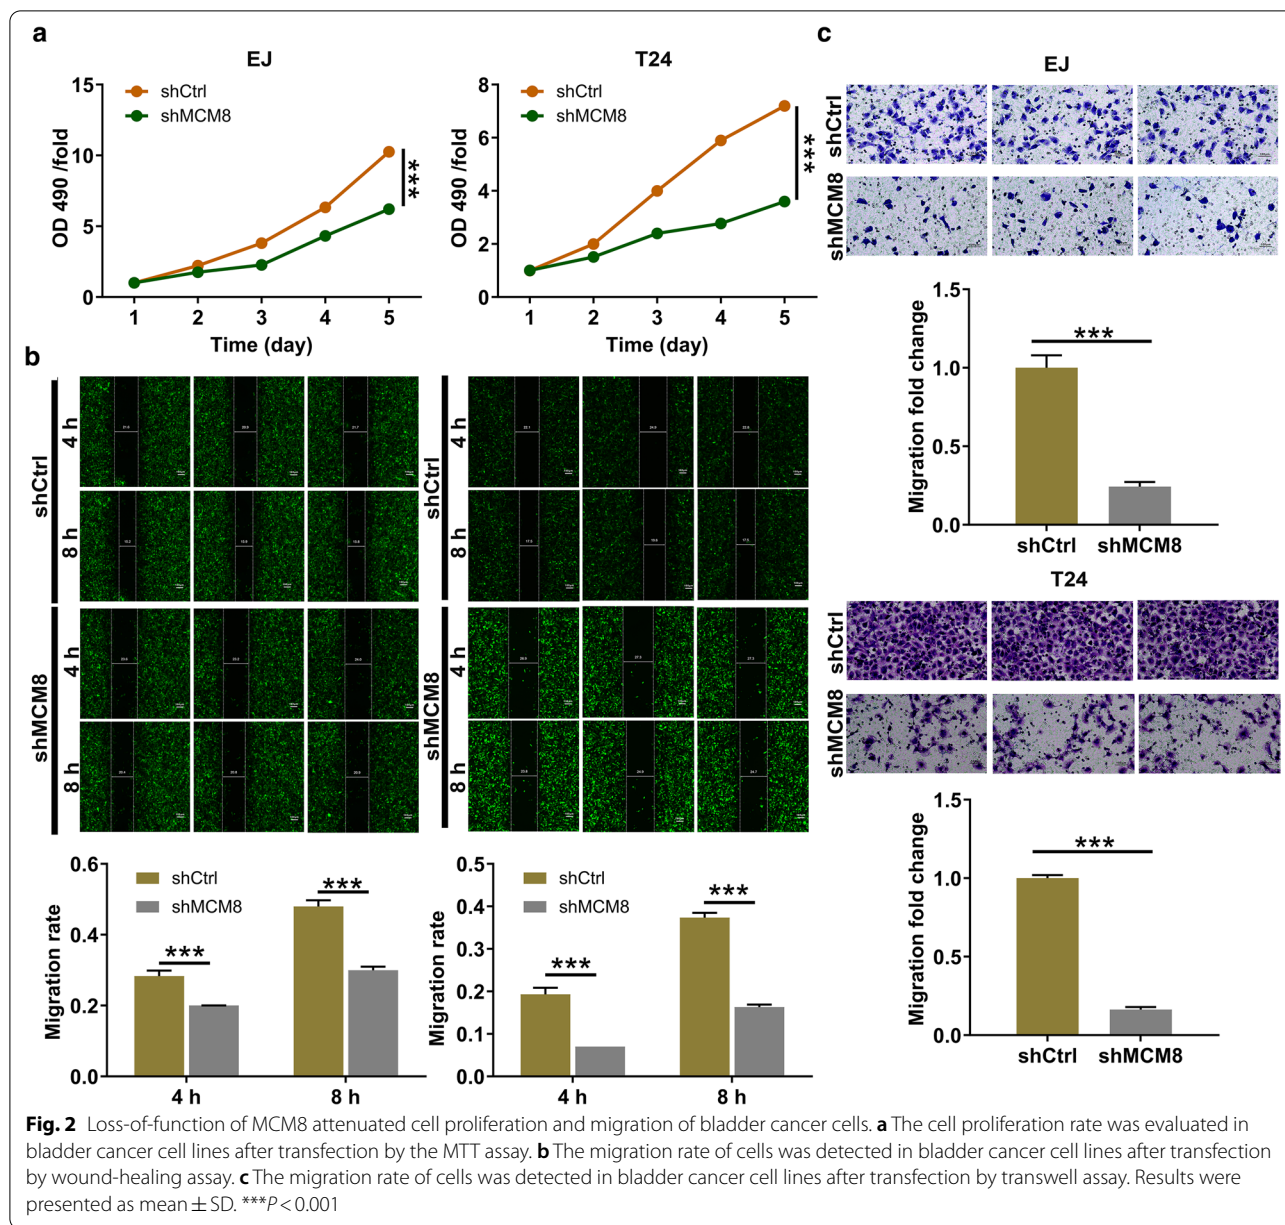 a
EJ
shCtrl
shMCM8
15
10
5
0
OD 490 /fold
***
1 2 3 4 5
Time (day)
T24
shCtrl
shMCM8
8
6
4
2
0
OD 490 /fold
***
1 2 3 4 5
Time (day)
b
shCtrl
4 h
8 h
shMCM8
4 h
8 h
shCtrl
4 h
8 h
shMCM8
4 h
8 h
0.6
0.4
0.2
0.0
Migration rate
shCtrl
shMCM8
***
***
4 h 8 h
0.5
0.4
0.3
0.2
0.1
0.0
Migration rate
shCtrl
shMCM8
***
***
4 h 8 h
c
EJ
shCtrl
shMCM8
1.5
1.0
0.5
0.0
Migration fold change
***
shCtrl shMCM8
T24
shCtrl
shMCM8
1.5
1.0
0.5
0.0
Migration fold change
***
shCtrl shMCM8
Fig. 2 Loss-of-function of MCM8 attenuated cell proliferation and migration of bladder cancer cells. a The cell proliferation rate was evaluated in
bladder cancer cell lines after transfection by the MTT assay. b The migration rate of cells was detected in bladder cancer cell lines after transfection
by wound-healing assay. c The migration rate of cells was detected in bladder cancer cell lines after transfection by transwell assay. Results were
presented as mean ± SD. ***P < 0.001